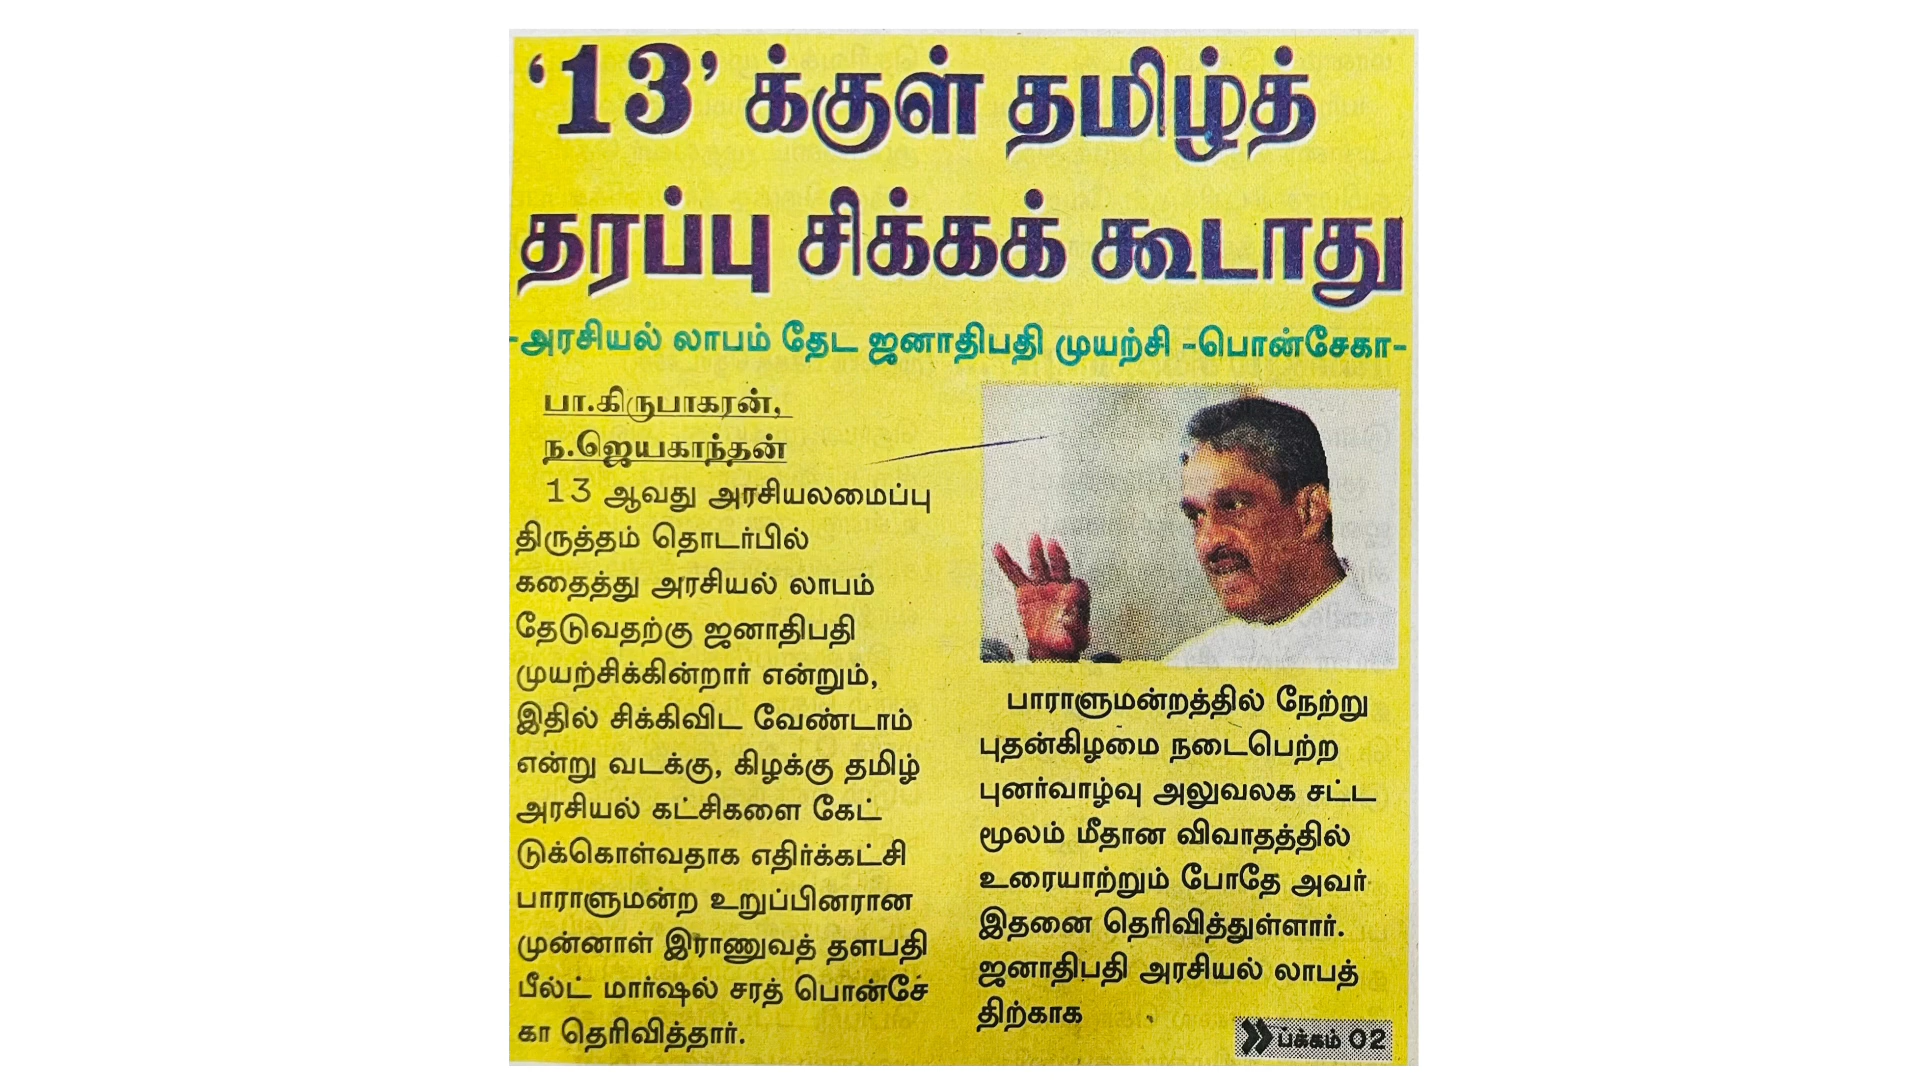 ‘13’ க்குள் தமிழ்த்
தரப்பு சிக்கக் கூடாது
-அரசியல் லாபம் தேட ஜனாதிபதி முயற்சி -பொன்சேகா-
பா.கிருபாகரன்,
ந.ஜெயகாந்தன்
13 ஆவது அரசியலமைப்பு
திருத்தம் தொடர்பில்
கதைத்து அரசியல் லாபம்
தேடுவதற்கு ஜனாதிபதி
முயற்சிக்கின்றார் என்றும்,
இதில் சிக்கிவிட வேண்டாம்
என்று வடக்கு, கிழக்கு தமிழ்
அரசியல் கட்சிகளை கேட்
டுக்கொள்வதாக எதிர்க்கட்சி
பாராளுமன்ற உறுப்பினரான
முன்னாள் இராணுவத் தளபதி
பீல்ட் மார்ஷல் சரத் பொன்சே
கா தெரிவித்தார்.
பாராளுமன்றத்தில் நேற்று
புதன்கிழமை நடைபெற்ற
புனர்வாழ்வு அலுவலக சட்ட
மூலம் மீதான விவாதத்தில்
உரையாற்றும் போதே அவர்
இதனை தெரிவித்துள்ளார்.
ஜனாதிபதி அரசியல் லாபத்
திற்காக
பக்கம் 02